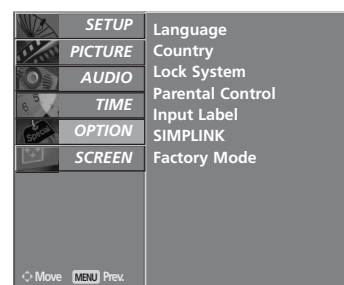 SETUP
PICTURE
AUDIO
TIME
OPTION
SCREEN
Language
Country
Lock System
Parental Control
Input Label
SIMPLINK
Factory Mode
Special
Move MENU Prev.